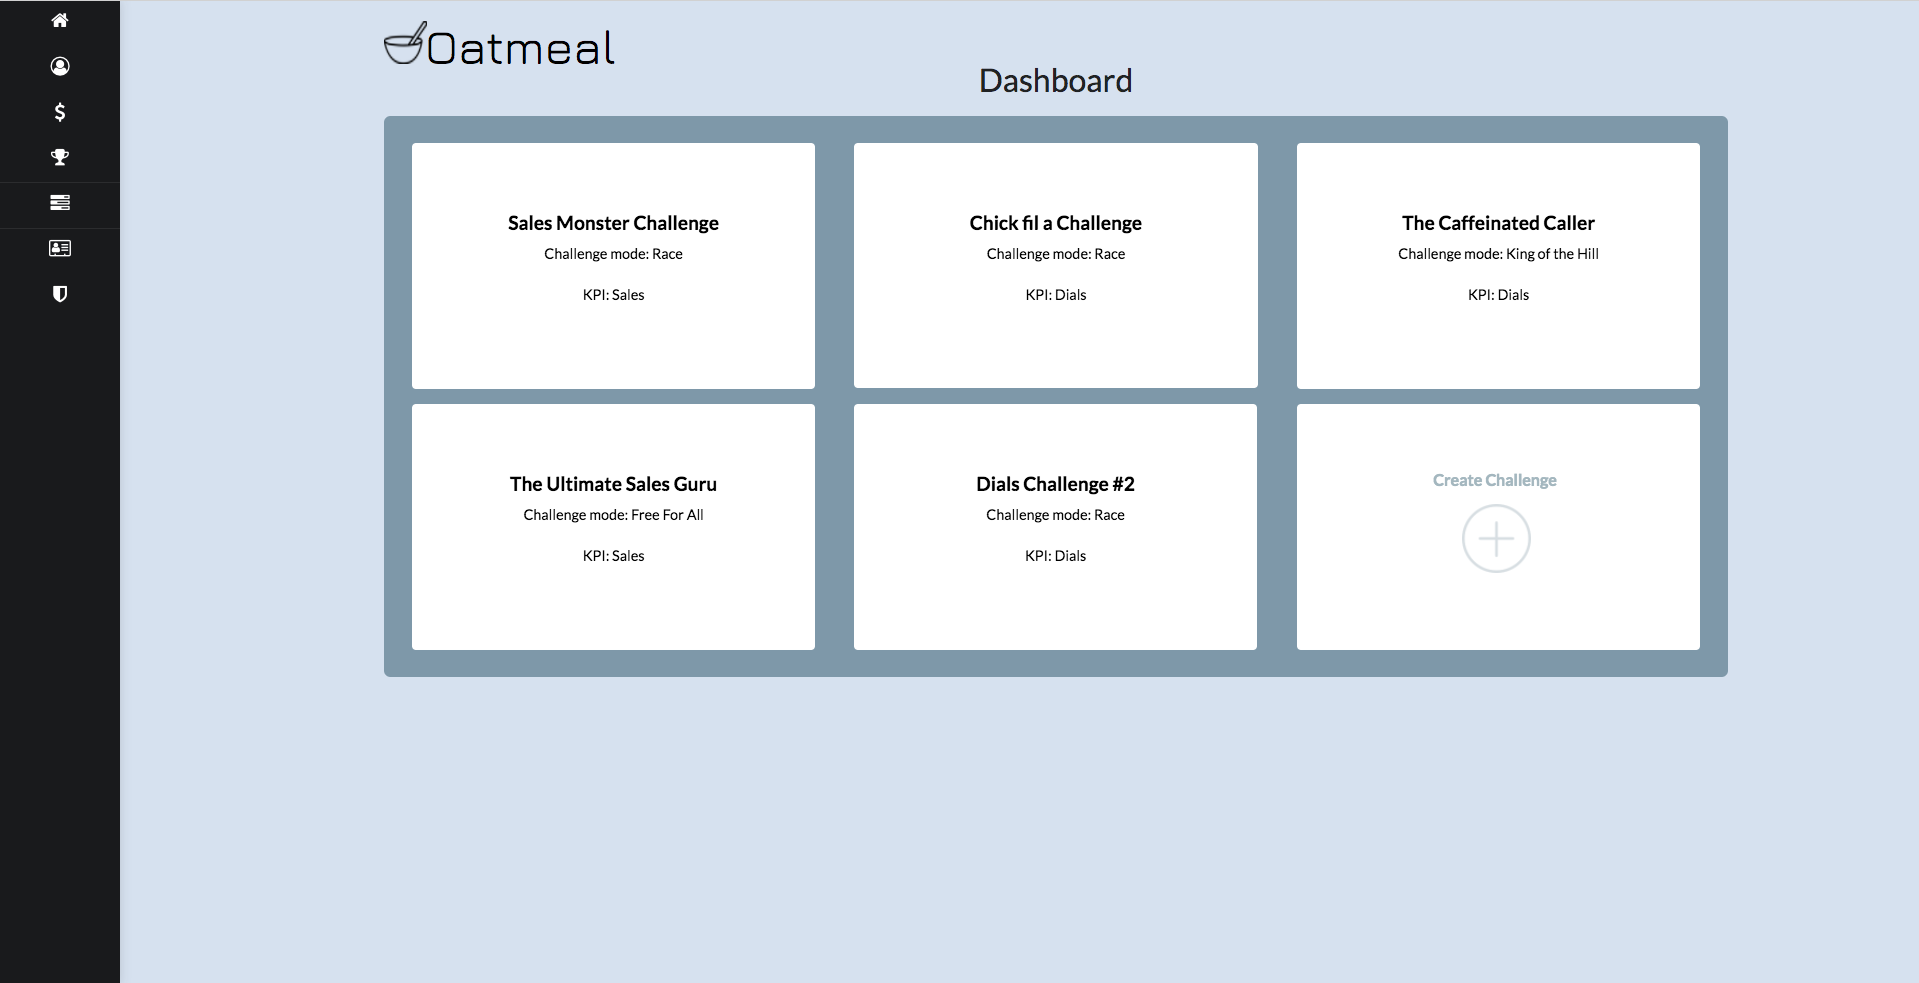 Oatmeal
Dashboard
Sales Monster Challenge
Challenge mode: Race
KPI: Sales
Chick fil a Challenge
Challenge mode: Race
KPI: Dials
The Caffeinated Caller
Challenge mode: King of the Hill
KPI: Dials
The Ultimate Sales Guru
Challenge mode: Free For All
KPI: Sales
Dials Challenge #2
Challenge mode: Race
KPI: Dials
Create Challenge